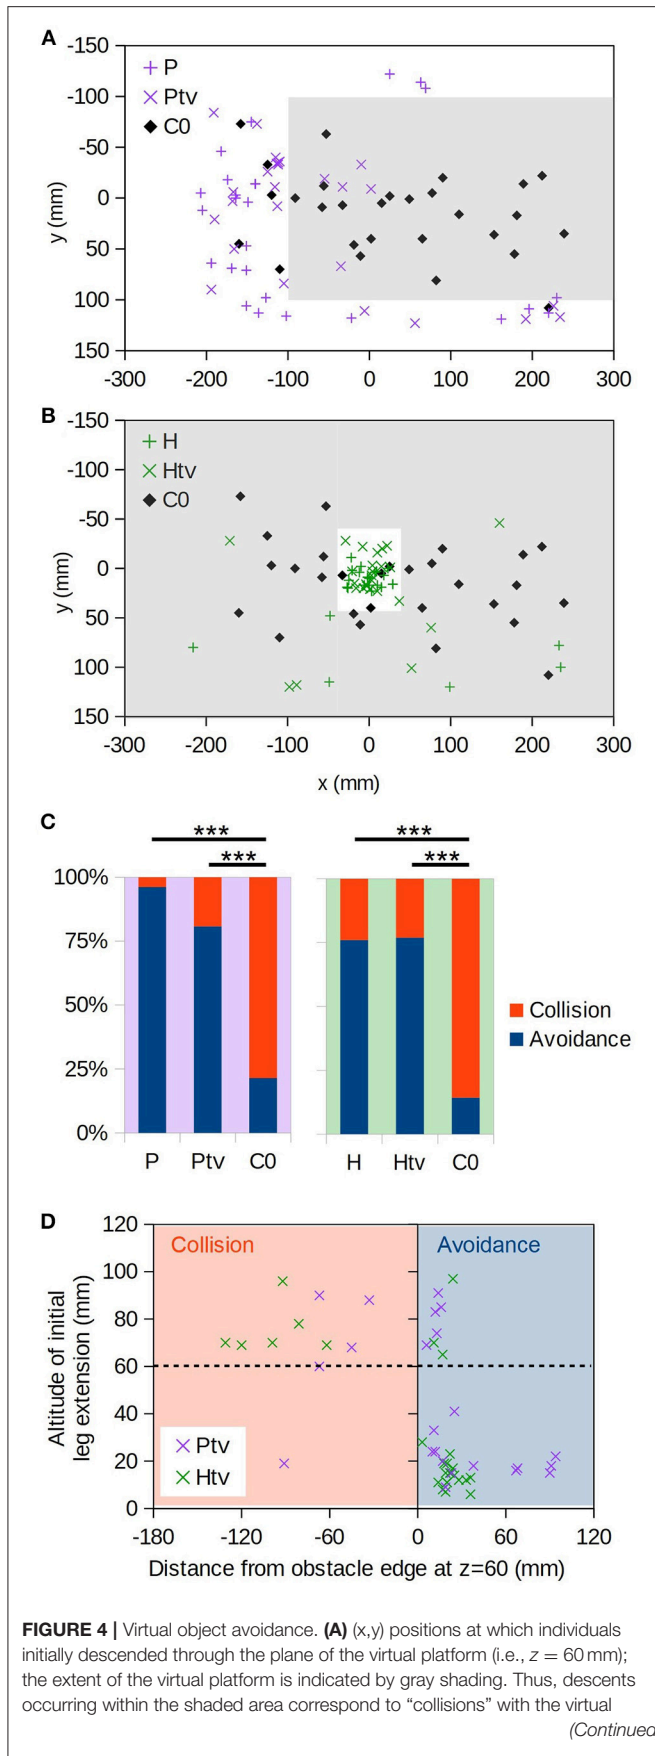 A
-150
P
-100
Ptv
C0
-50
0
50
100
150
y (mm)
-300 -200 -100 0 100 200 300
B
-150
H
-100
Htv
C0
-50
0
50
100
150
y (mm)
-300 -200 -100 0 100 200 300
x (mm)
C
*** ***
*** ***
100%
75%
50%
25%
0%
Collision
Avoidance
P Ptv C0 H Htv C0
D
120
Collision Avoidance
100
80
60
40
20
0
Altitude of initial
leg extension (mm)
Ptv
Htv
-180 -120 -60 0 60 120
Distance from obstacle edge at z=60 (mm)
FIGURE 4 | Virtual object avoidance. (A) (x,y) positions at which individuals
initially descended through the plane of the virtual platform (i.e., z = 60 mm);
the extent of the virtual platform is indicated by gray shading. Thus, descents
occurring within the shaded area correspond to “collisions” with the virtual
(Continued